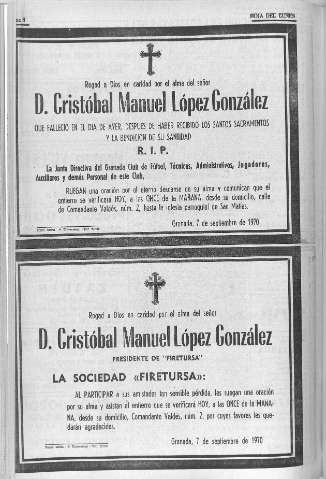 HOJA DEL LUNES
Rogad a Dios en caridad por el alma del señor
D. Cristóbal Manuel López González
QUE FALLECIO EN EL DIA DE AYER, DESPUES DE HABER RECIBIDO LOS SANTOS SACRAMENTOS
Y LA BENDICION DE SU SANTIDAD
R. I. P.
La Junta Directiva del Granada Club de Fútbol, Técnicos, Administrativos, Jugadores,
Auxiliares y demás Personal de este Club,
RUEGAN una oración por el eterno descanso de su alma y comunican que el
entierro se verificará HOY, a las ONCE de la MAÑANA, desde su domicilio, calle
de Comandante Valdés, núm. 2, hasta la iglesia parroquial de San Matías.
Granada, 7 de septiembre de 1970
Rogad a Dios en caridad por el alma del señor
D. Cristóbal Manuel López González
PRESIDENTE DE "FIRETURSA"
LA SOCIEDAD «FIRETURSA»:
AL PARTICIPAR a sus amistades tan sensible pérdida, les ruegan una oración
por su alma y asistan al entierro que se verificará HOY, a las ONCE de la MAÑA-
NA, desde su domicilio, Comandante Valdés, núm. 2, por cuyos favores les que-
darán agradecidos.
Granada, 7 de septiembre de 1970